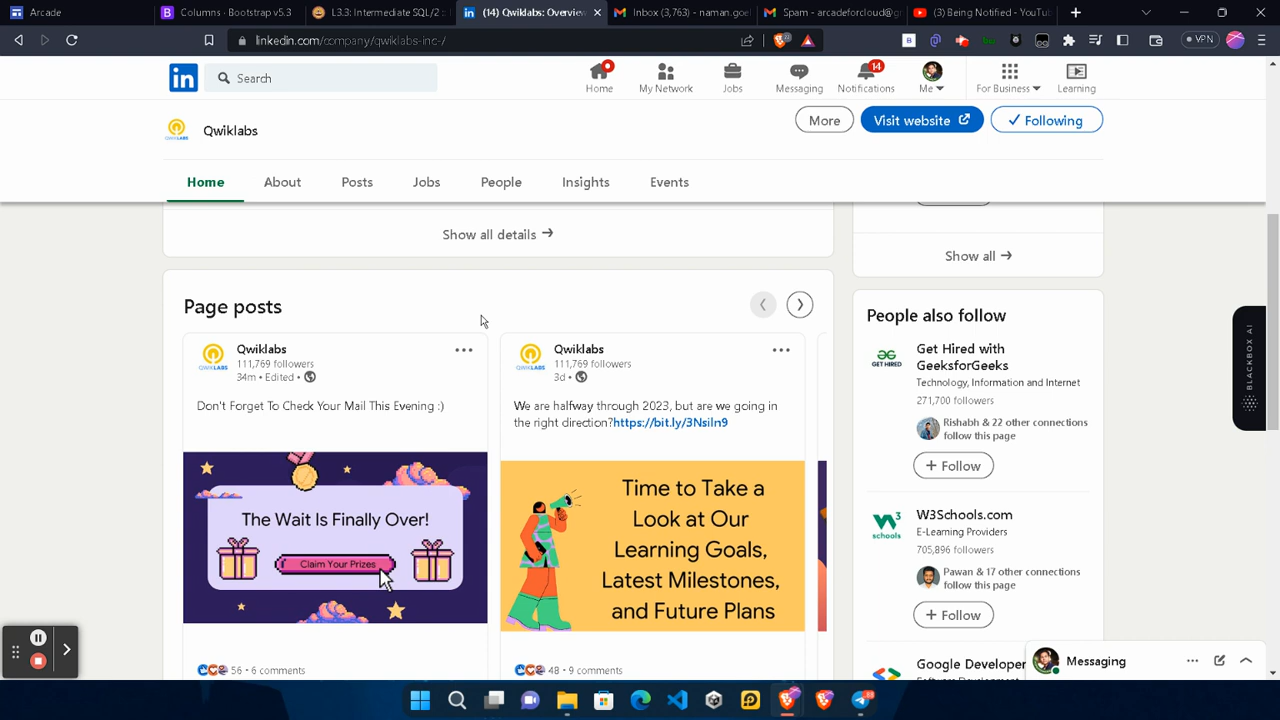 Arcade
Columns · Bootstrap v5.3
L3.3: Intermediate SQL/2 ::
(14) Qwiklabs: Overview
Inbox (3,763) - naman.goel
Spam - arcadeforcloud@gr
(3) Being Notified - YouTub
linkedin.com/company/qwiklabs-inc-/
VPN
Search
Home
My Network
Jobs
Messaging
14
Notifications
Me
For Business
Learning
Qwiklabs
More
Visit website
Following
Home
About
Posts
Jobs
People
Insights
Events
Show all details
Show all
Page posts
Qwiklabs
111,769 followers
34m • Edited •
Don't Forget To Check Your Mail This Evening :)
The Wait Is Finally Over!
Claim Your Prizes
56 • 6 comments
Qwiklabs
111,769 followers
3d •
We are halfway through 2023, but are we going in
the right direction?https://bit.ly/3Nsiln9
Time to Take a
Look at Our
Learning Goals,
Latest Milestones,
and Future Plans
48 • 9 comments
People also follow
GET HIRED
Get Hired with
GeeksforGeeks
Technology, Information and Internet
271,700 followers
Rishabh & 22 other connections
follow this page
+ Follow
W3 schools
W3Schools.com
E-Learning Providers
705,896 followers
Pawan & 17 other connections
follow this page
+ Follow
Google Developer
Messaging
BLACKBOX AI